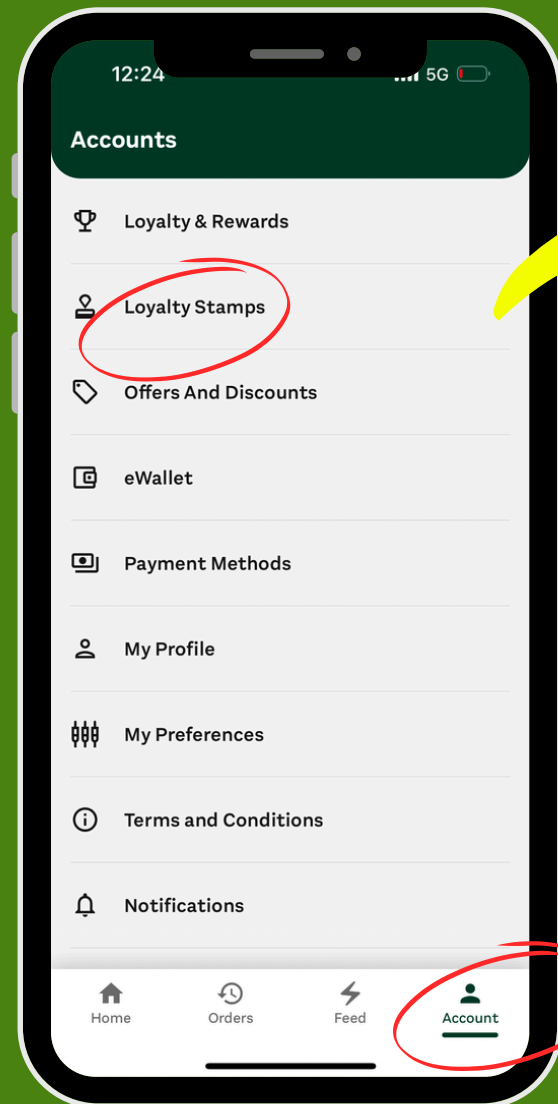 12:24
5G
Accounts
Loyalty & Rewards
Loyalty Stamps
Offers And Discounts
eWallet
Payment Methods
My Profile
My Preferences
Terms and Conditions
Notifications
Home Orders Feed Account